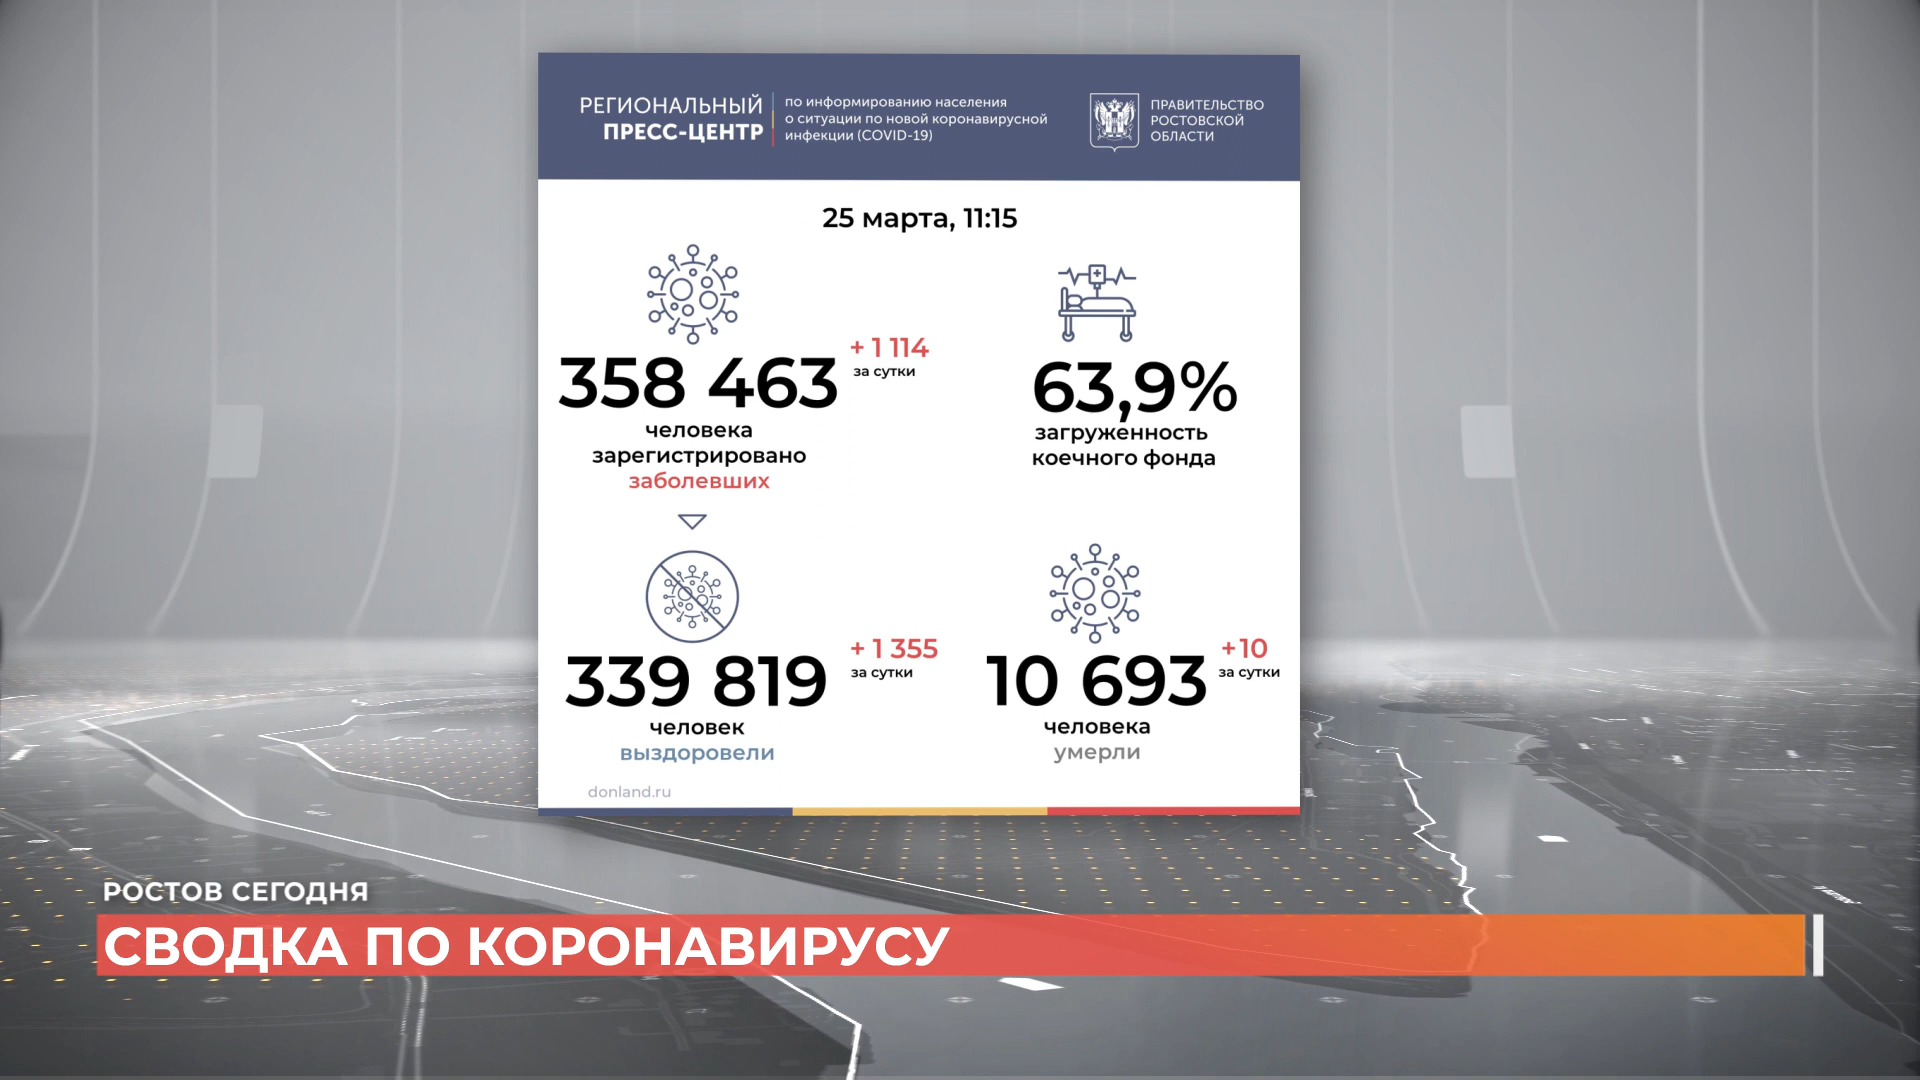 РЕГИОНАЛЬНЫЙ
ПРЕСС-ЦЕНТР
по информированию населения
о ситуации по новой коронавирусной
инфекции (COVID-19)
ПРАВИТЕЛЬСТВО
РОСТОВСКОЙ
ОБЛАСТИ
25 марта, 11:15
358 463
+ 1 114
за сутки
человека
зарегистрировано
заболевших
63,9%
загруженность
коечного фонда
339 819
+ 1 355
за сутки
человек
выздоровели
10 693
+10
за сутки
человека
умерли
donland.ru
РОСТОВ СЕГОДНЯ
СВОДКА ПО КОРОНАВИРУСУ